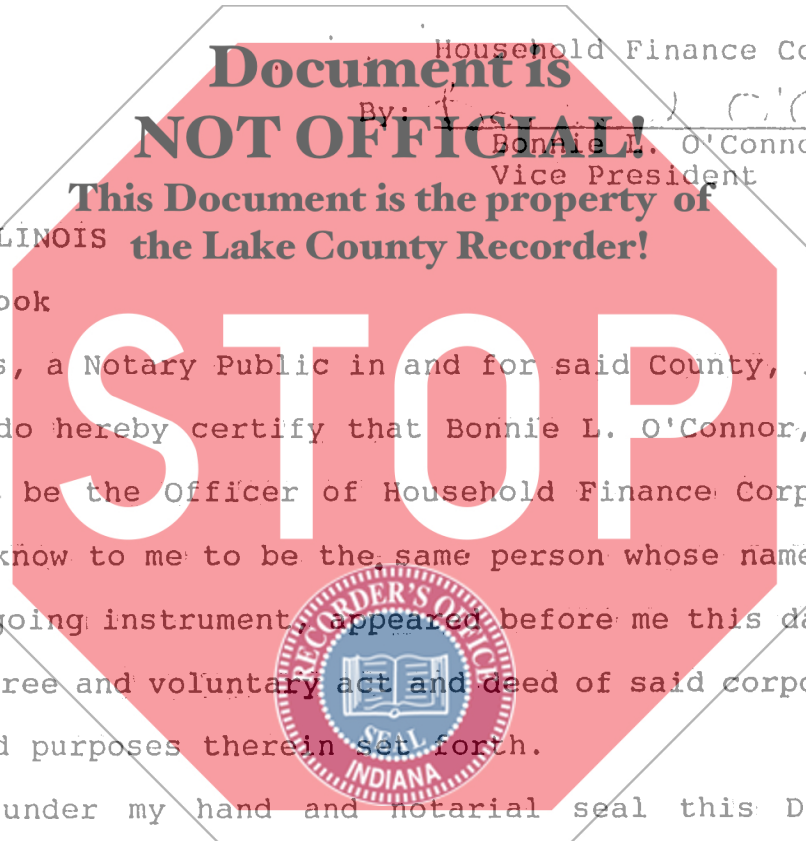 Household Finance Co
Document is
By:
NOT OFFICIAL!
Bonnie L. O'Conno
Vice President
This Document is the property of
LINOIS
the Lake County Recorder!
ook
s, a Notary Public in and for said County,
STOP
do hereby certify that Bonnie L. O'Connor,
be the Officer of Household Finance Corp
know to me to be the same person whose name
going instrument, appeared before me this da
RECORDER'S OFFICE
ree and voluntary act and deed of said corpo
SEAL
d purposes therein set forth.
INDIANA
under my hand and notarial seal this D